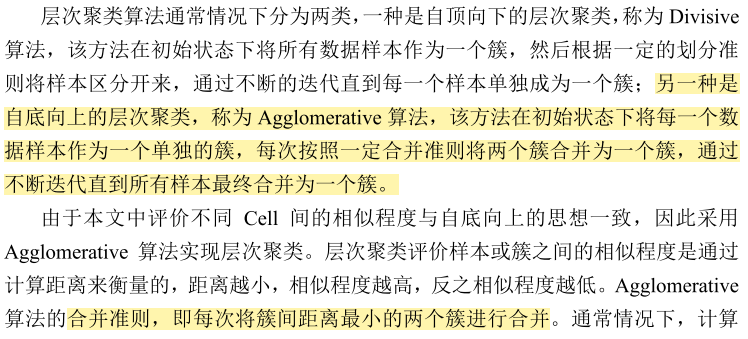 层次聚类算法通常情况下分为两类，一种是自顶向下的层次聚类，称为 Divisive
算法，该方法在初始状态下将所有数据样本作为一个簇，然后根据一定的划分准
则将样本区分开来，通过不断的迭代直到每一个样本单独成为一个簇；另一种是
自底向上的层次聚类，称为 Agglomerative 算法，该方法在初始状态下将每一个数
据样本作为一个单独的簇，每次按照一定合并准则将两个簇合并为一个簇，通过
不断迭代直到所有样本最终合并为一个簇。
由于本文中评价不同 Cell 间的相似程度与自底向上的思想一致，因此采用
Agglomerative 算法实现层次聚类。层次聚类评价样本或簇之间的相似程度是通过
计算距离来衡量的，距离越小，相似程度越高，反之相似程度越低。Agglomerative
算法的合并准则，即每次将簇间距离最小的两个簇进行合并。通常情况下，计算